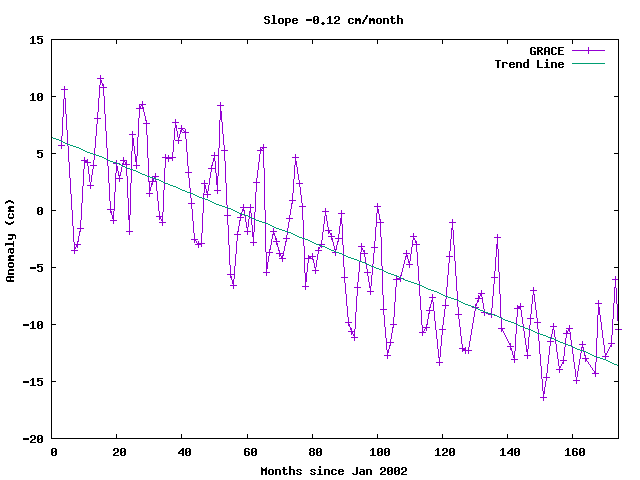 Slope -0.12 cm/month
GRACE
Trend Line
15
10
5
0
-5
-10
-15
-20
Anomaly (cm)
0 20 40 60 80 100 120 140 160
Months since Jan 2002